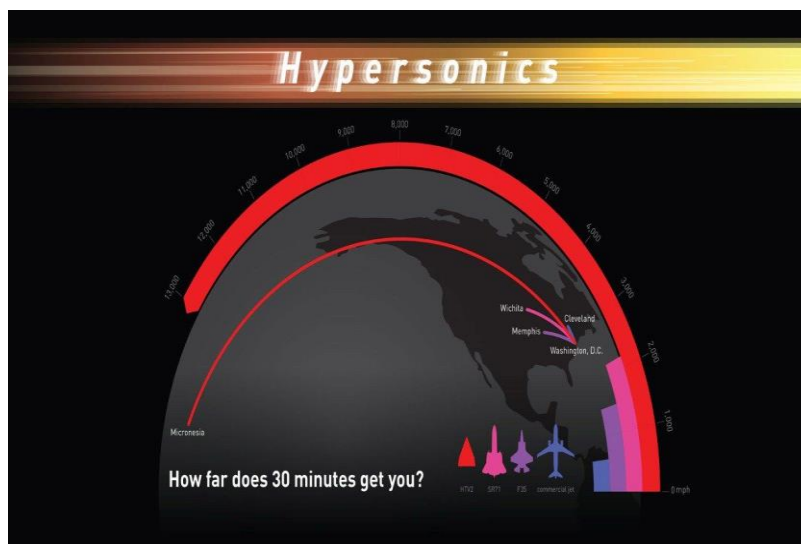 Hypersonics
8,000
9,000
7,000
10,000
6,000
11,000
5,000
12,000
4,000
13,000
3,000
Wichita
Cleveland
Memphis
Washington, D.C.
2,000
1,000
Micronesia
How far does 30 minutes get you?
HTV2 SR71 F35 commercial jet
0 mph